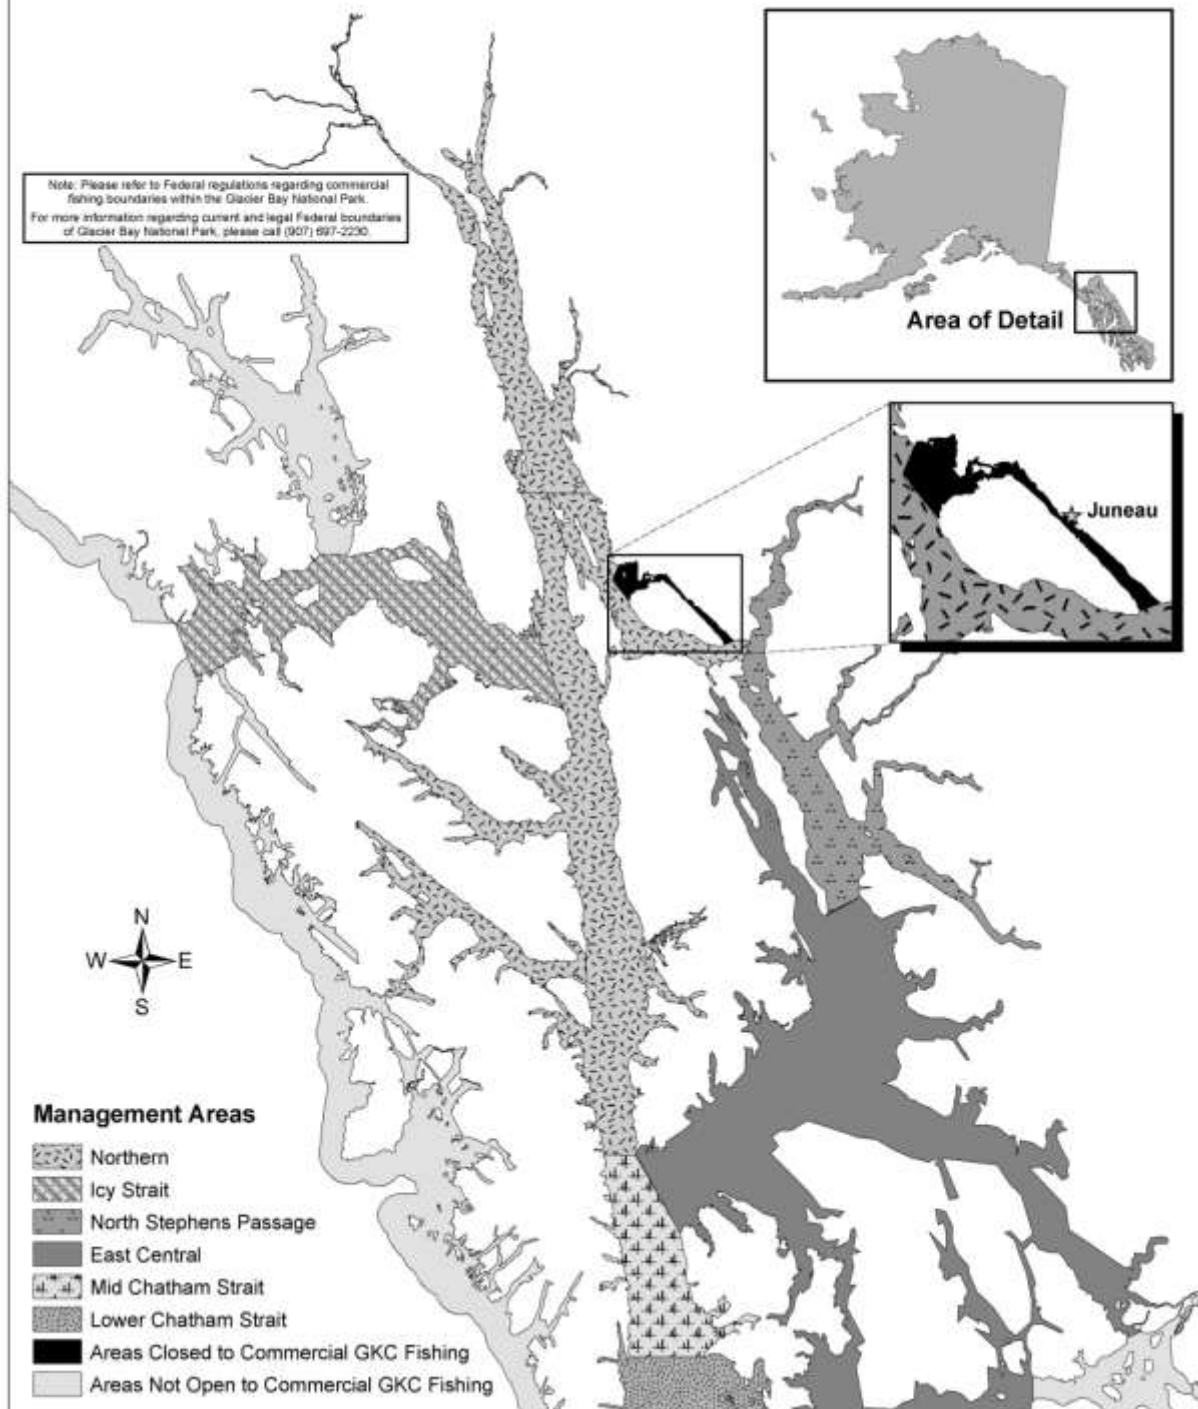 Note: Please refer to Federal regulations regarding commercial
fishing boundaries within the Glacier Bay National Park.
For more information regarding current and legal Federal boundaries
of Glacier Bay National Park, please call (907) 697-2230.
Area of Detail
Juneau
N
W E
S
Management Areas
Northern
Icy Strait
North Stephens Passage
East Central
Mid Chatham Strait
Lower Chatham Strait
Areas Closed to Commercial GKC Fishing
Areas Not Open to Commercial GKC Fishing